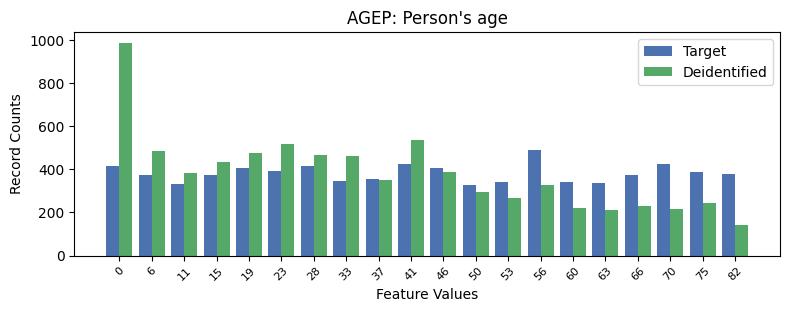 AGEP: Person's age
Target
Deidentified
Record Counts
1000
800
600
400
200
0
0 6 11 15 19 23 28 33 37 41 46 50 53 56 60 63 66 70 75 82
Feature Values